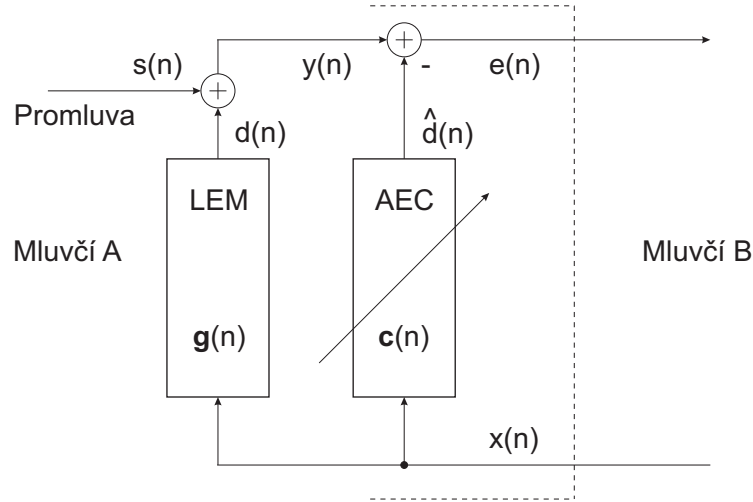 s(n)
y(n)
-
e(n)
Promluva
d(n)
d̂(n)
LEM
AEC
Mluvčí A
Mluvčí B
g(n)
c(n)
x(n)